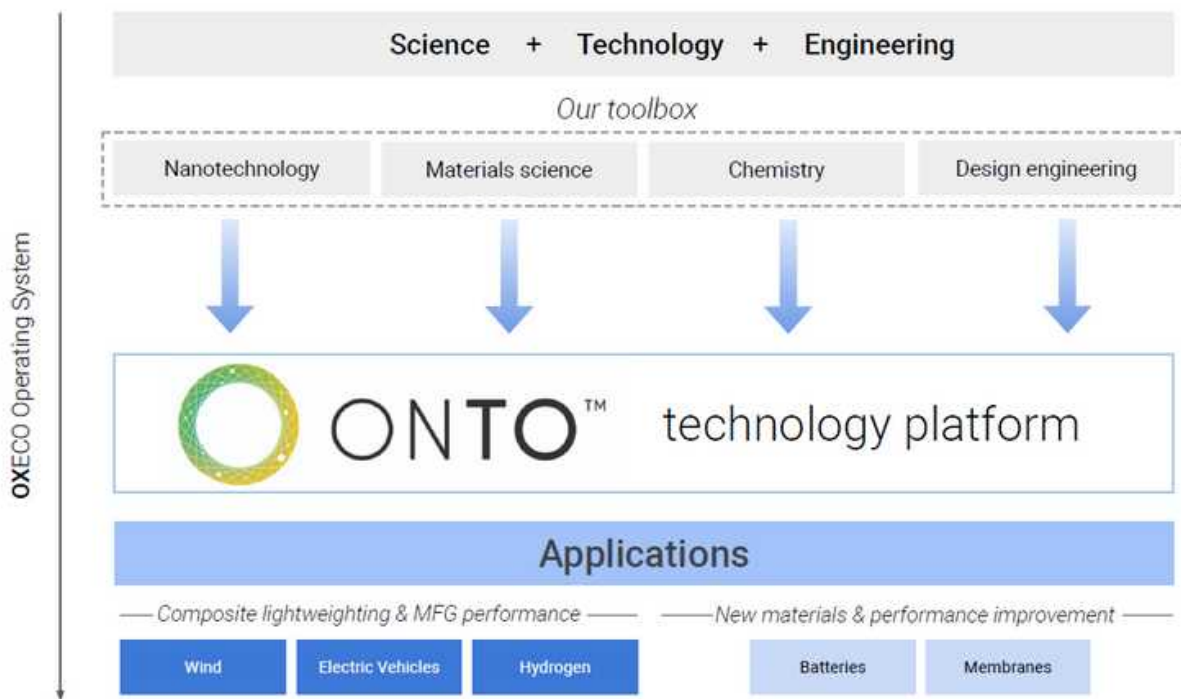 Science + Technology + Engineering
Our toolbox
Nanotechnology
Materials science
Chemistry
Design engineering
OXECO Operating System
ONTO™ technology platform
Applications
Composite lightweighting & MFG performance
New materials & performance improvement
Wind
Electric Vehicles
Hydrogen
Batteries
Membranes